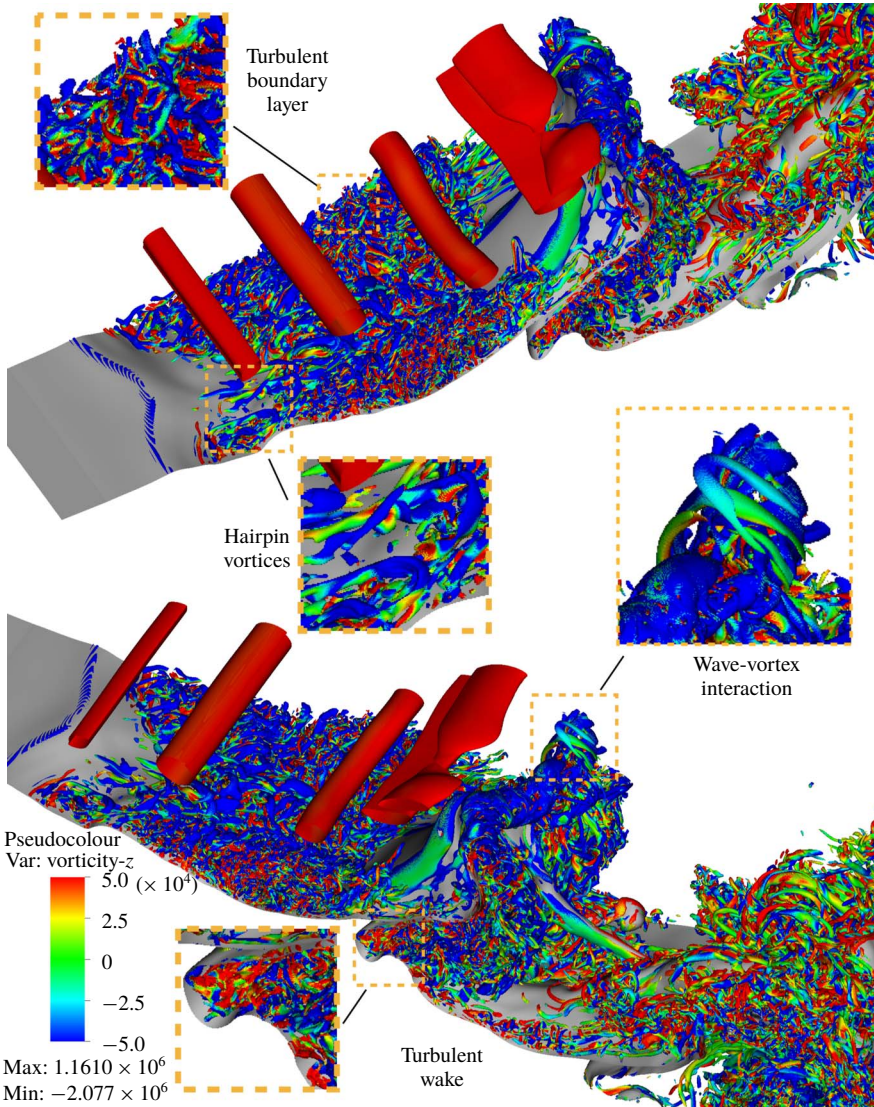 Turbulent
boundary
layer
Hairpin
vortices
Wave-vortex
interaction
Pseudocolour
Var: vorticity-z
5.0 (× 10⁴)
2.5
0
−2.5
−5.0
Max: 1.1610 × 10⁶
Min: −2.077 × 10⁶
Turbulent
wake